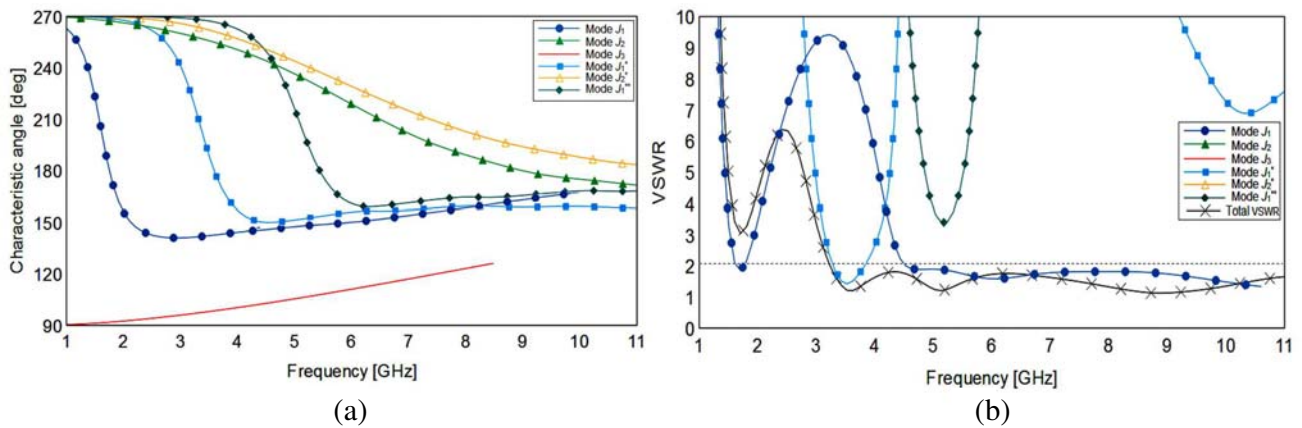 270
240
210
180
150
120
90
1 2 3 4 5 6 7 8 9 10 11
Characteristic angle [deg]
Frequency [GHz]
Mode J₁
Mode J₂
Mode J₃
Mode J₁'
Mode J₂'
Mode J₁'''
(a)
10
9
8
7
6
5
4
3
2
1
0
1 2 3 4 5 6 7 8 9 10 11
VSWR
Frequency [GHz]
Mode J₁
Mode J₂
Mode J₃
Mode J₁'
Mode J₂'
Mode J₁'''
Total VSWR
(b)